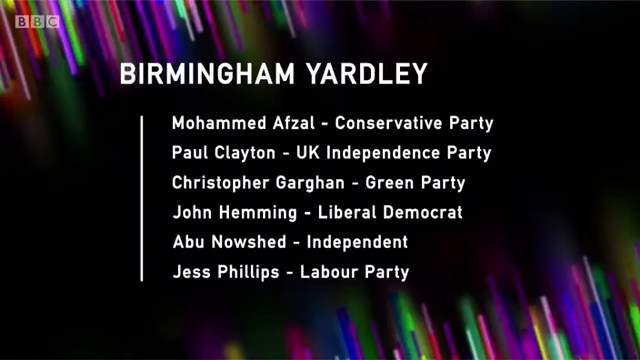 BBC
BIRMINGHAM YARDLEY
Mohammed Afzal - Conservative Party
Paul Clayton - UK Independence Party
Christopher Garghan - Green Party
John Hemming - Liberal Democrat
Abu Nowshed - Independent
Jess Phillips - Labour Party